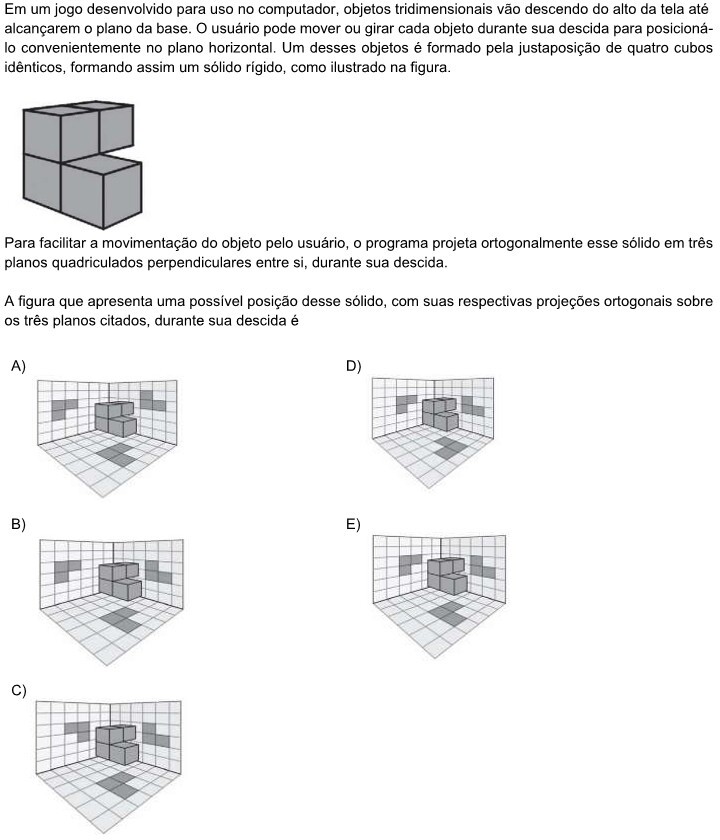 Em um jogo desenvolvido para uso no computador, objetos tridimensionais vão descendo do alto da tela até
alcançarem o plano da base. O usuário pode mover ou girar cada objeto durante sua descida para posicioná-
lo convenientemente no plano horizontal. Um desses objetos é formado pela justaposição de quatro cubos
idênticos, formando assim um sólido rígido, como ilustrado na figura.
Para facilitar a movimentação do objeto pelo usuário, o programa projeta ortogonalmente esse sólido em três
planos quadriculados perpendiculares entre si, durante sua descida.
A figura que apresenta uma possível posição desse sólido, com suas respectivas projeções ortogonais sobre
os três planos citados, durante sua descida é
A)
D)
B)
E)
C)